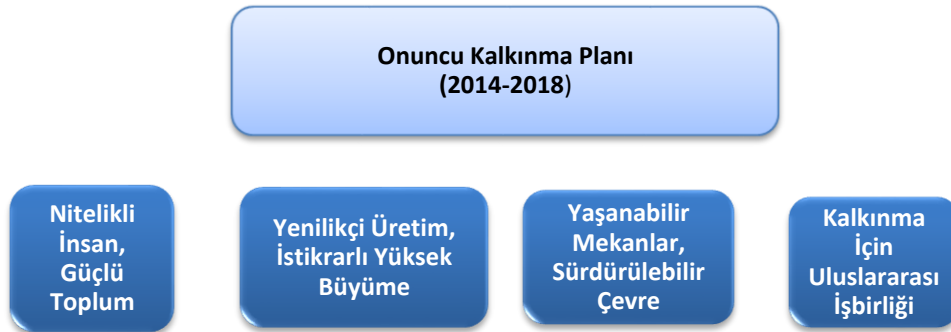 Onuncu Kalkınma Planı
(2014-2018)
Nitelikli
İnsan,
Güçlü
Toplum
Yenilikçi Üretim,
İstikrarlı Yüksek
Büyüme
Yaşanabilir
Mekanlar,
Sürdürülebilir
Çevre
Kalkınma
İçin
Uluslararası
İşbirliği